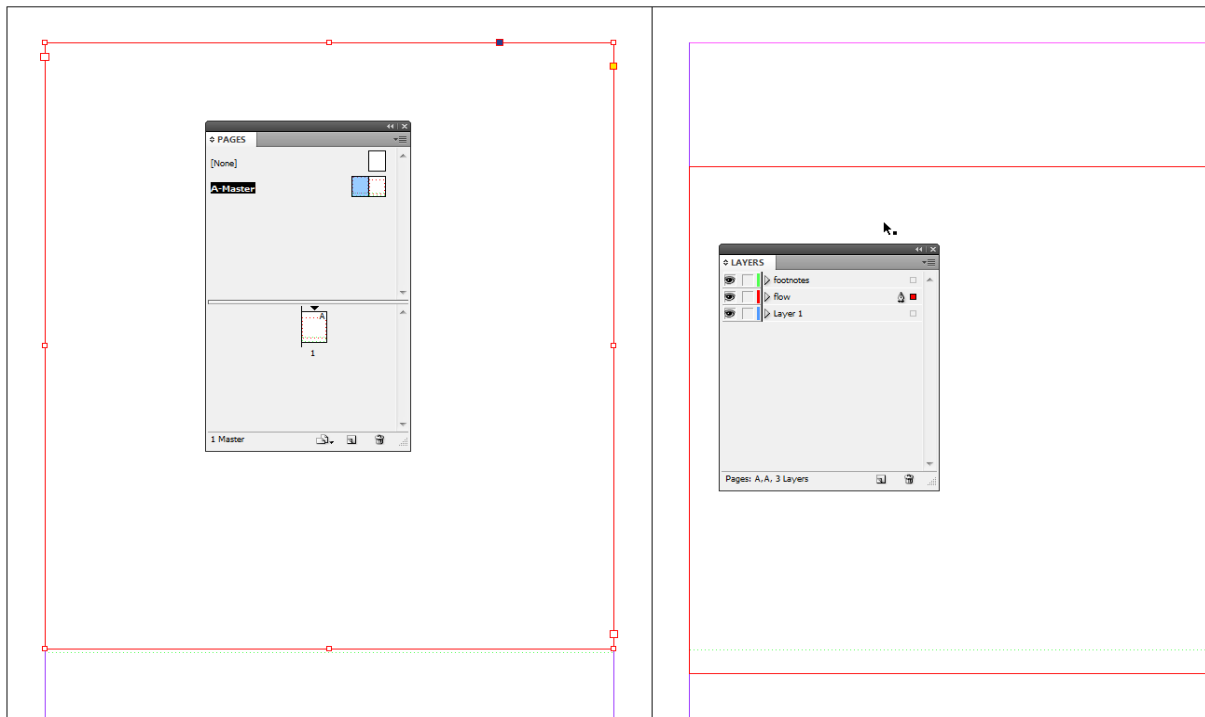 PAGES
[None]
A-Master
A
1
1 Master
LAYERS
footnotes
flow
Layer 1
Pages: A,A, 3 Layers